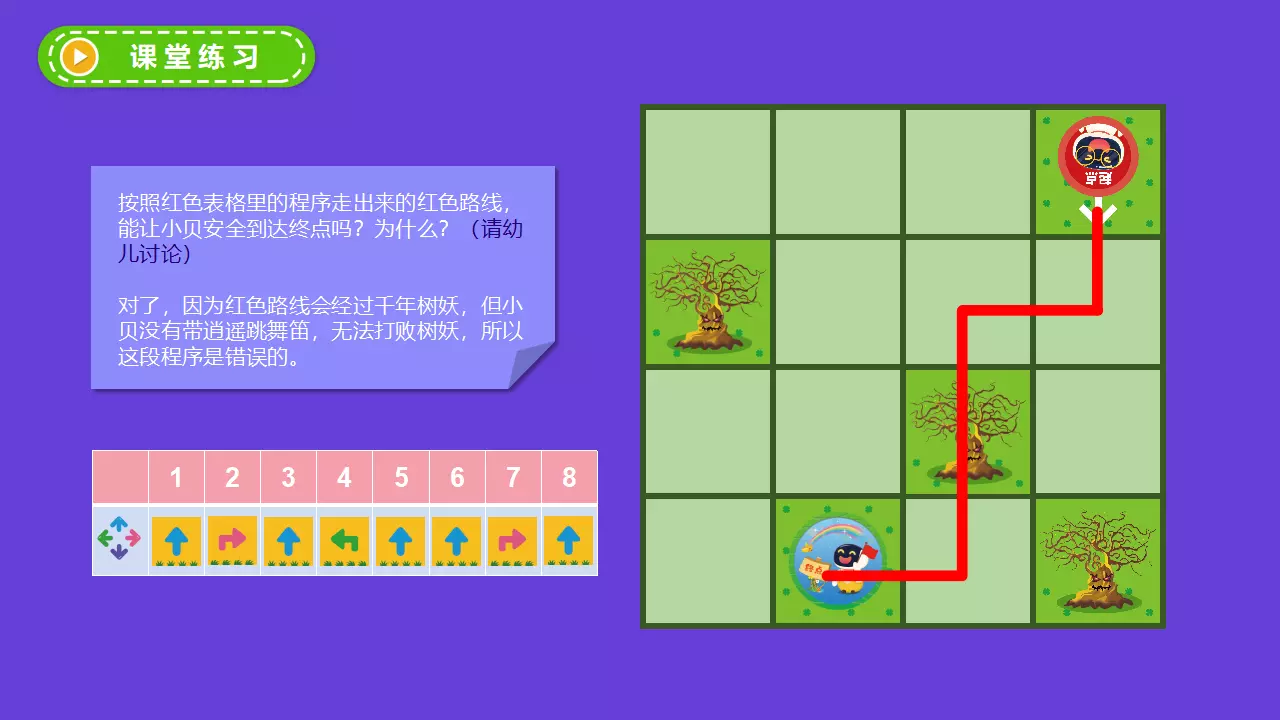 课堂练习
按照红色表格里的程序走出来的红色路线，
能让小贝安全到达终点吗？为什么？（请幼
儿讨论）
对了，因为红色路线会经过千年树妖，但小
贝没有带逍遥跳舞笛，无法打败树妖，所以
这段程序是错误的。
1 2 3 4 5 6 7 8
起点
终点